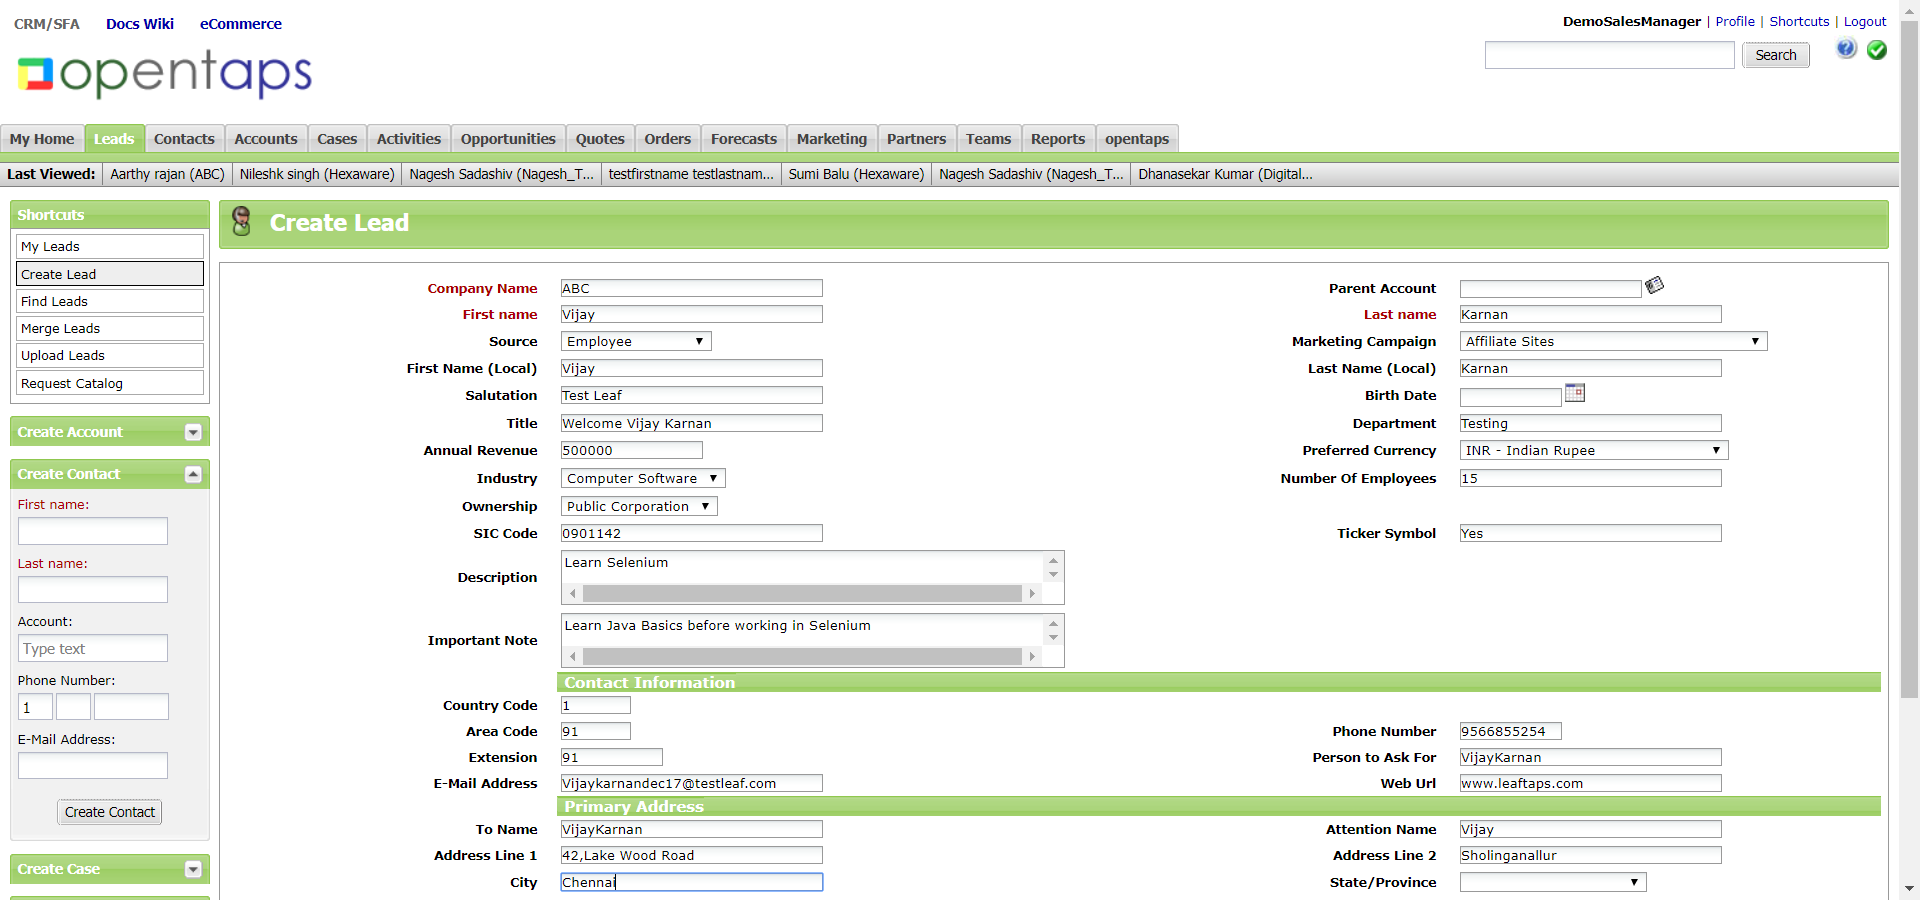 CRM/SFA Docs Wiki eCommerce
DemoSalesManager | Profile | Shortcuts | Logout
opentaps
Search
My Home Leads Contacts Accounts Cases Activities Opportunities Quotes Orders Forecasts Marketing Partners Teams Reports opentaps
Last Viewed: Aarthy rajan (ABC) Nileshk singh (Hexaware) Nagesh Sadashiv (Nagesh_T... testfirstname testlastnam... Sumi Balu (Hexaware) Nagesh Sadashiv (Nagesh_T... Dhanasekar Kumar (Digital...
Shortcuts
My Leads
Create Lead
Find Leads
Merge Leads
Upload Leads
Request Catalog
Create Account
Create Contact
First name:
Last name:
Account:
Type text
Phone Number:
1
E-Mail Address:
Create Contact
Create Case
Create Lead
Company Name ABC Parent Account
First name Vijay Last name Karnan
Source Employee Marketing Campaign Affiliate Sites
First Name (Local) Vijay Last Name (Local) Karnan
Salutation Test Leaf Birth Date
Title Welcome Vijay Karnan Department Testing
Annual Revenue 500000 Preferred Currency INR - Indian Rupee
Industry Computer Software Number Of Employees 15
Ownership Public Corporation
SIC Code 0901142 Ticker Symbol Yes
Description Learn Selenium
Important Note Learn Java Basics before working in Selenium
Contact Information
Country Code 1
Area Code 91 Phone Number 9566855254
Extension 91 Person to Ask For VijayKarnan
E-Mail Address Vijaykarnandec17@testleaf.com Web Url www.leaftaps.com
Primary Address
To Name VijayKarnan Attention Name Vijay
Address Line 1 42,Lake Wood Road Address Line 2 Sholinganallur
City Chennai State/Province